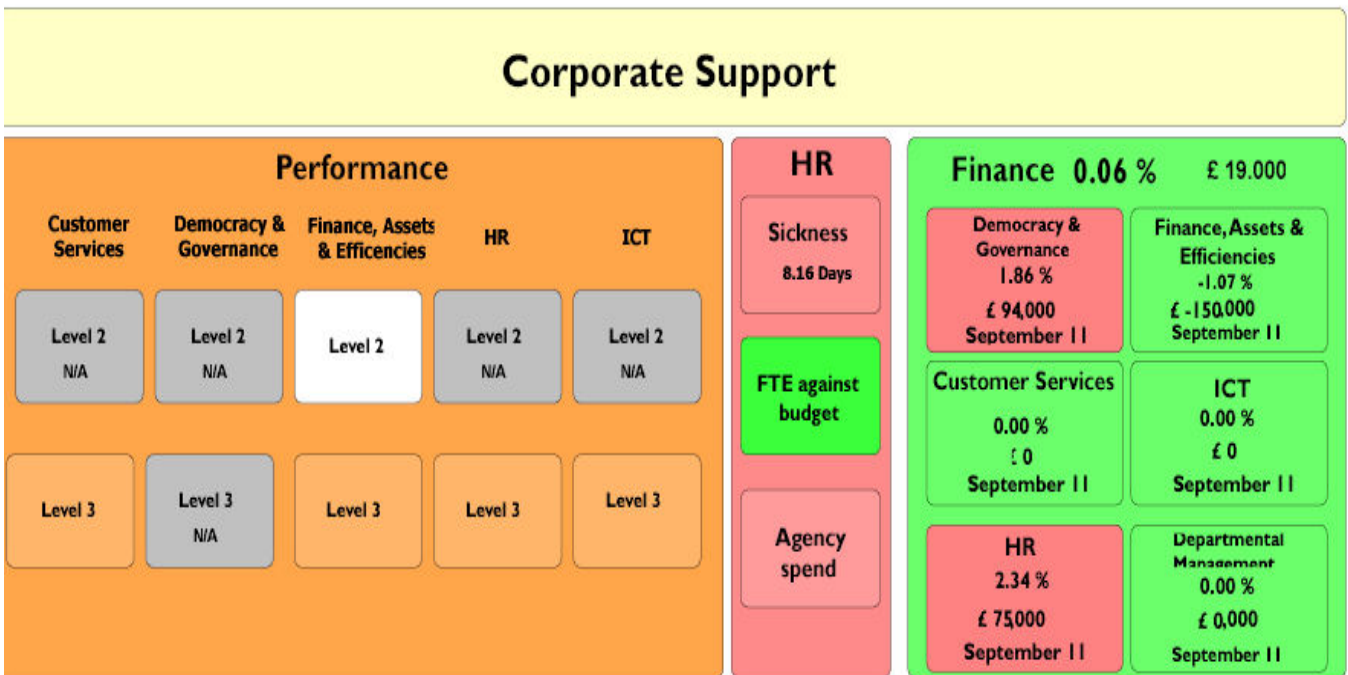 Corporate Support
Performance
Customer
Services
Democracy &
Governance
Finance, Assets
& Efficencies
HR
ICT
Level 2
N/A
Level 2
N/A
Level 2
Level 2
N/A
Level 2
N/A
Level 3
Level 3
N/A
Level 3
Level 3
Level 3
HR
Sickness
8.16 Days
FTE against
budget
Agency
spend
Finance 0.06 % £ 19.000
Democracy &
Governance
1.86 %
£ 94,000
September 11
Finance, Assets &
Efficiencies
-1.07 %
£ -150,000
September 11
Customer Services
0.00 %
£ 0
September 11
ICT
0.00 %
£ 0
September 11
HR
2.34 %
£ 75,000
September 11
Departmental
Management
0.00 %
£ 0,000
September 11